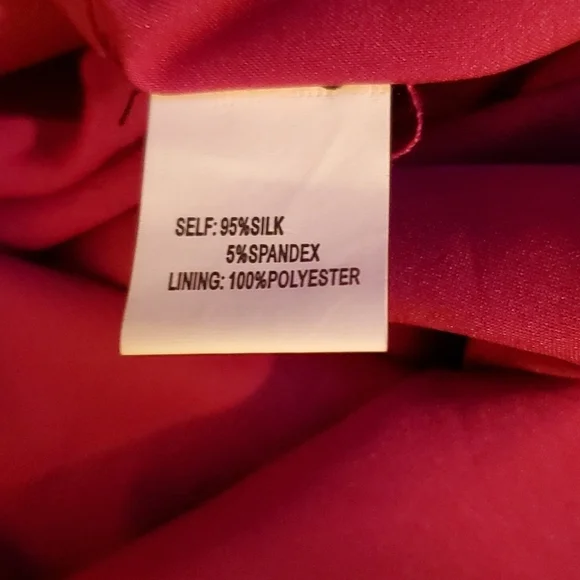 SELF: 95%SILK
5%SPANDEX
LINING: 100%POLYESTER